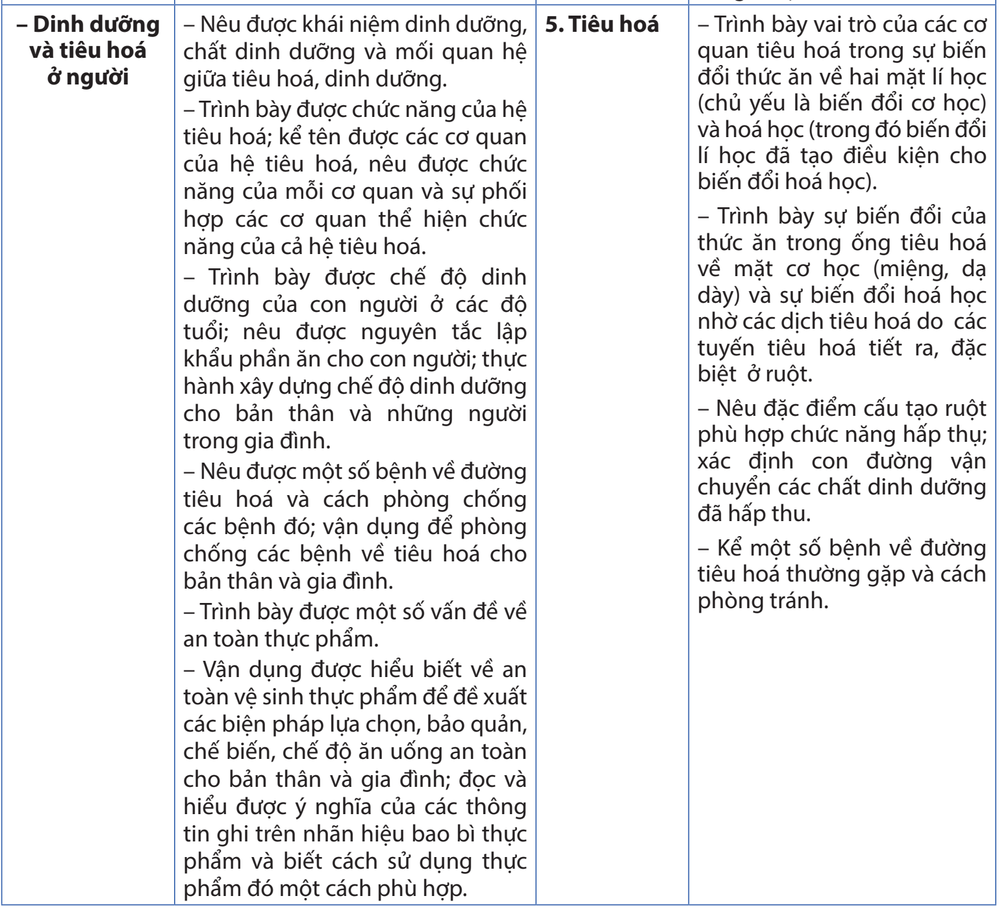 – Dinh dưỡng
và tiêu hoá
ở người
– Nêu được khái niệm dinh dưỡng,
chất dinh dưỡng và mối quan hệ
giữa tiêu hoá, dinh dưỡng.
– Trình bày được chức năng của hệ
tiêu hoá; kể tên được các cơ quan
của hệ tiêu hoá, nêu được chức
năng của mỗi cơ quan và sự phối
hợp các cơ quan thể hiện chức
năng của cả hệ tiêu hoá.
– Trình bày được chế độ dinh
dưỡng của con người ở các độ
tuổi; nêu được nguyên tắc lập
khẩu phần ăn cho con người; thực
hành xây dựng chế độ dinh dưỡng
cho bản thân và những người
trong gia đình.
– Nêu được một số bệnh về đường
tiêu hoá và cách phòng chống
các bệnh đó; vận dụng để phòng
chống các bệnh về tiêu hoá cho
bản thân và gia đình.
– Trình bày được một số vấn đề về
an toàn thực phẩm.
– Vận dụng được hiểu biết về an
toàn vệ sinh thực phẩm để đề xuất
các biện pháp lựa chọn, bảo quản,
chế biến, chế độ ăn uống an toàn
cho bản thân và gia đình; đọc và
hiểu được ý nghĩa của các thông
tin ghi trên nhãn hiệu bao bì thực
phẩm và biết cách sử dụng thực
phẩm đó một cách phù hợp.
5. Tiêu hoá
– Trình bày vai trò của các cơ
quan tiêu hoá trong sự biến
đổi thức ăn về hai mặt lí học
(chủ yếu là biến đổi cơ học)
và hoá học (trong đó biến đổi
lí học đã tạo điều kiện cho
biến đổi hoá học).
– Trình bày sự biến đổi của
thức ăn trong ống tiêu hoá
về mặt cơ học (miệng, dạ
dày) và sự biến đổi hoá học
nhờ các dịch tiêu hoá do các
tuyến tiêu hoá tiết ra, đặc
biệt ở ruột.
– Nêu đặc điểm cấu tạo ruột
phù hợp chức năng hấp thụ;
xác định con đường vận
chuyển các chất dinh dưỡng
đã hấp thu.
– Kể một số bệnh về đường
tiêu hoá thường gặp và cách
phòng tránh.